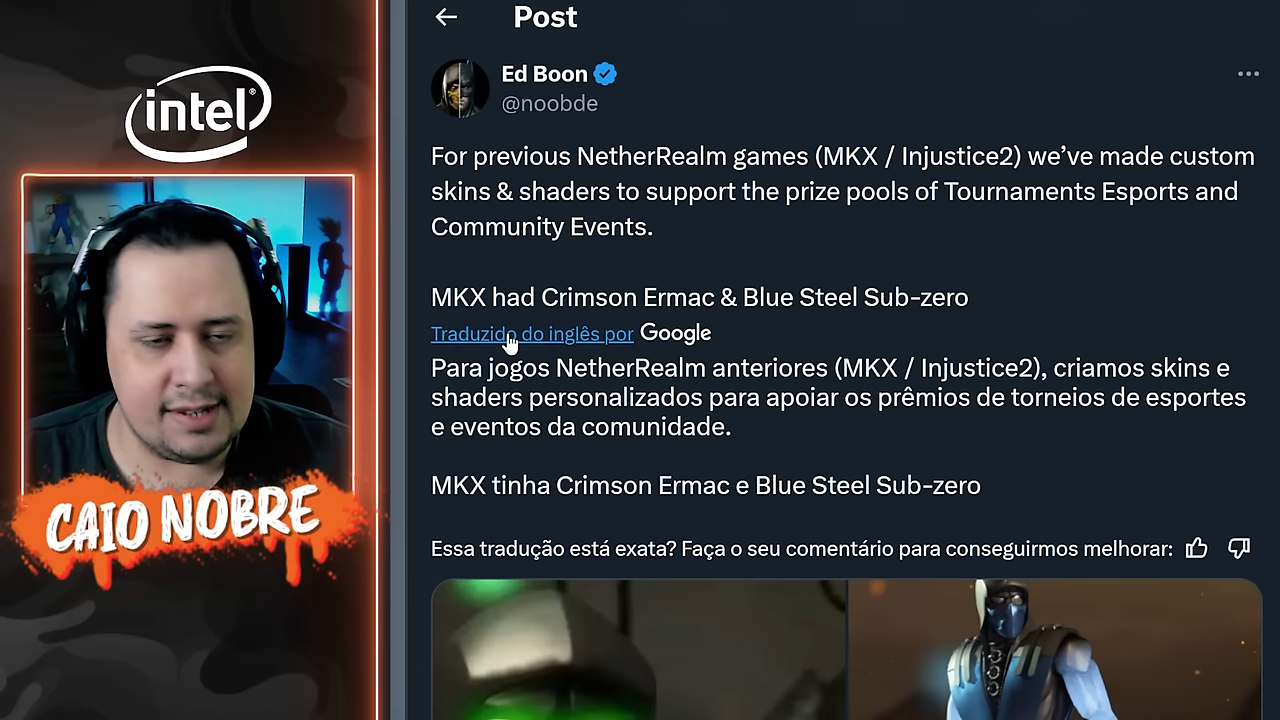 Post
Ed Boon
@noobde
For previous NetherRealm games (MKX / Injustice2) we’ve made custom
skins & shaders to support the prize pools of Tournaments Esports and
Community Events.
MKX had Crimson Ermac & Blue Steel Sub-zero
Traduzido do inglês por Google
Para jogos NetherRealm anteriores (MKX / Injustice2), criamos skins e
shaders personalizados para apoiar os prêmios de torneios de esportes
e eventos da comunidade.
MKX tinha Crimson Ermac e Blue Steel Sub-zero
Essa tradução está exata? Faça o seu comentário para conseguirmos melhorar:
intel®
CAIO NOBRE